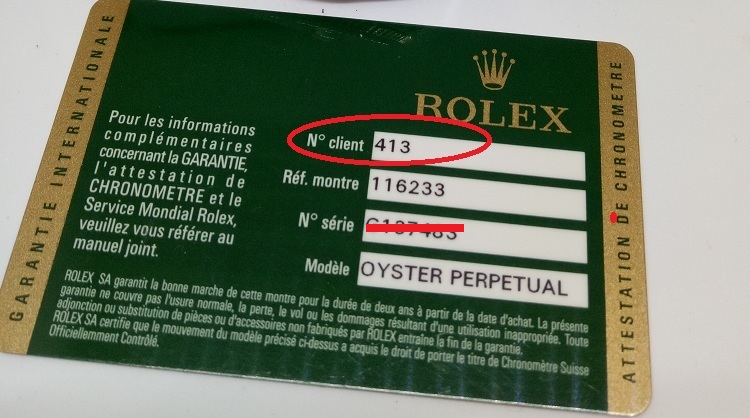 GARANTIE INTERNATIONALE
ROLEX
Pour les informations
complémentaires
concernant la GARANTIE,
l'attestation de
CHRONOMETRE et le
Service Mondial Rolex,
veuillez vous référer au
manuel joint.
N° client 413
Réf. montre 116233
N° série
Modèle OYSTER PERPETUAL
ROLEX SA garantit la bonne marche de cette montre pour la durée de deux ans à partir de la date d'achat. La présente
garantie ne couvre pas l'usure normale, la perte, le vol ou les dommages résultant d'une utilisation inappropriée. Toute
adjonction ou substitution de pièces ou d'accessoires non fabriqués par ROLEX entraîne la fin de la garantie.
ROLEX SA certifie que le mouvement du modèle précisé ci-dessus a acquis le droit de porter le titre de Chronomètre Suisse
Officiellement Contrôlé.
ATTESTATION DE CHRONOMETRE